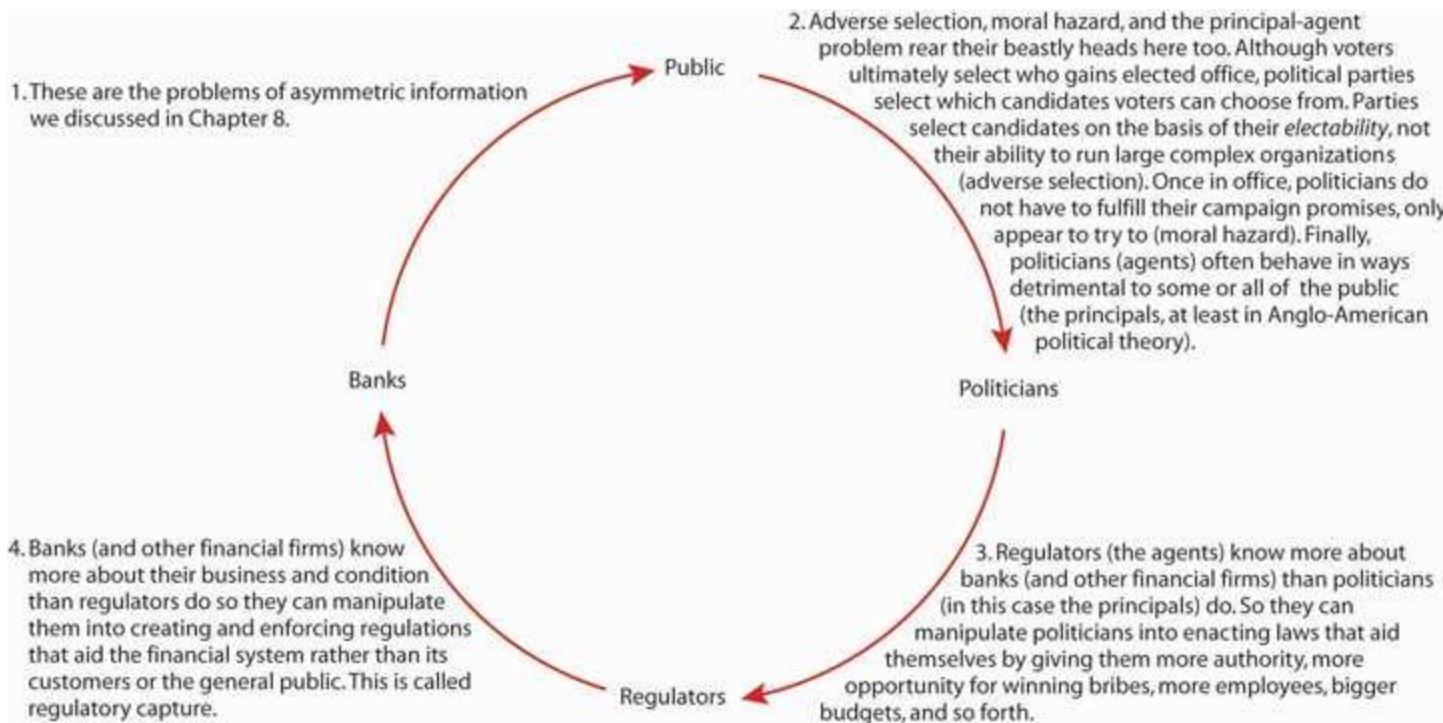 1. These are the problems of asymmetric information
we discussed in Chapter 8.
Public
2. Adverse selection, moral hazard, and the principal-agent
problem rear their beastly heads here too. Although voters
ultimately select who gains elected office, political parties
select which candidates voters can choose from. Parties
select candidates on the basis of their electability, not
their ability to run large complex organizations
(adverse selection). Once in office, politicians do
not have to fulfill their campaign promises, only
appear to try to (moral hazard). Finally,
politicians (agents) often behave in ways
detrimental to some or all of the public
(the principals, at least in Anglo-American
political theory).
Banks
Politicians
4. Banks (and other financial firms) know
more about their business and condition
than regulators do so they can manipulate
them into creating and enforcing regulations
that aid the financial system rather than its
customers or the general public. This is called
regulatory capture.
Regulators
3. Regulators (the agents) know more about
banks (and other financial firms) than politicians
(in this case the principals) do. So they can
manipulate politicians into enacting laws that aid
themselves by giving them more authority, more
opportunity for winning bribes, more employees, bigger
budgets, and so forth.